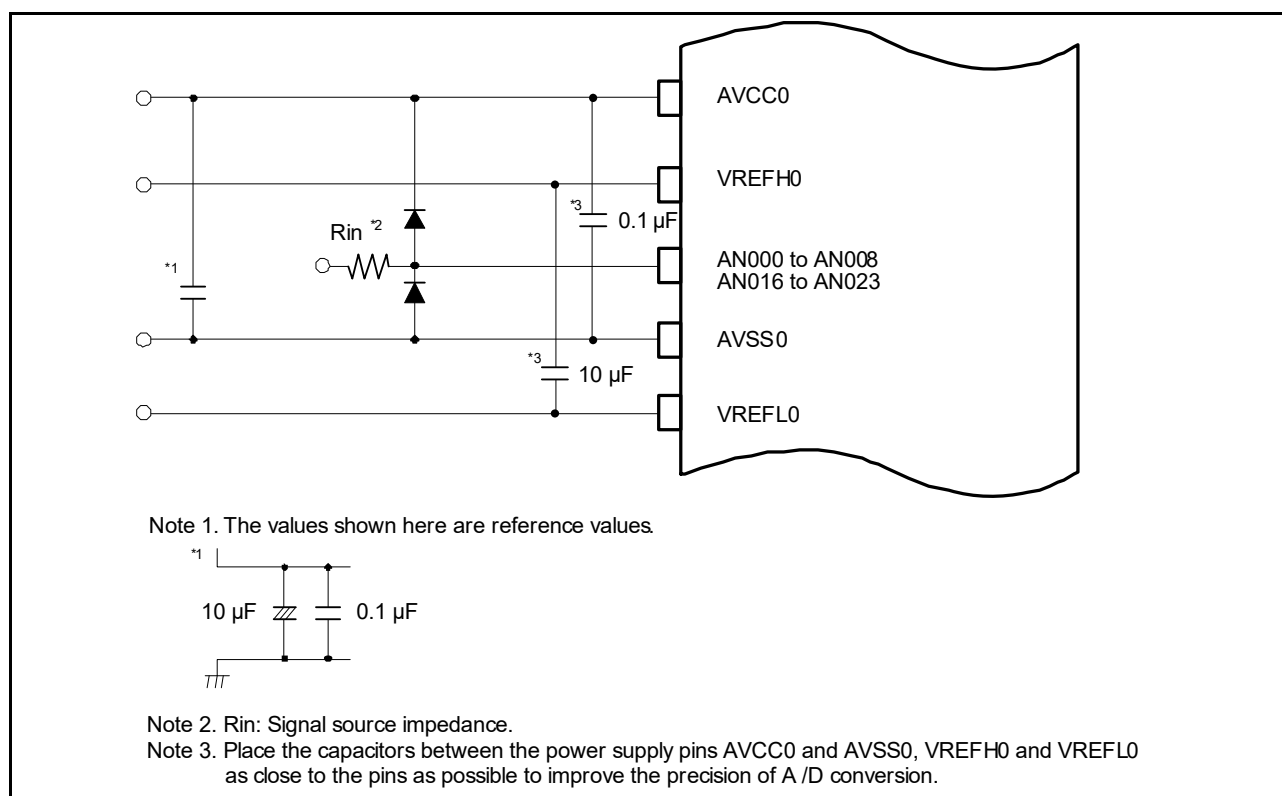 AVCC0
VREFH0
*3
0.1 µF
Rin *2
AN000 to AN008
AN016 to AN023
*1
AVSS0
*3
10 µF
VREFL0
Note 1. The values shown here are reference values.
*1
10 µF
0.1 µF
Note 2. Rin: Signal source impedance.
Note 3. Place the capacitors between the power supply pins AVCC0 and AVSS0, VREFH0 and VREFL0
as close to the pins as possible to improve the precision of A /D conversion.